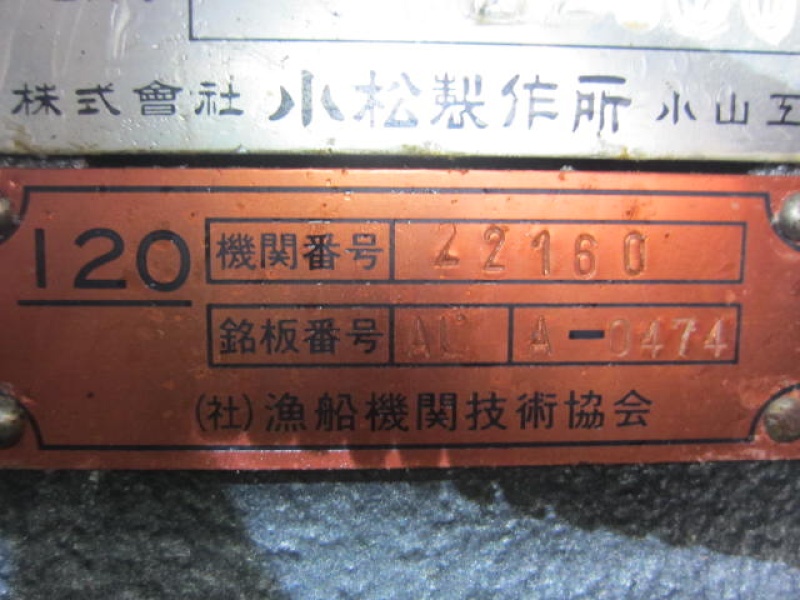 株式會社 小松製作所 小山工
120
機関番号 22160
銘板番号 AL A-0474
(社)漁船機関技術協会